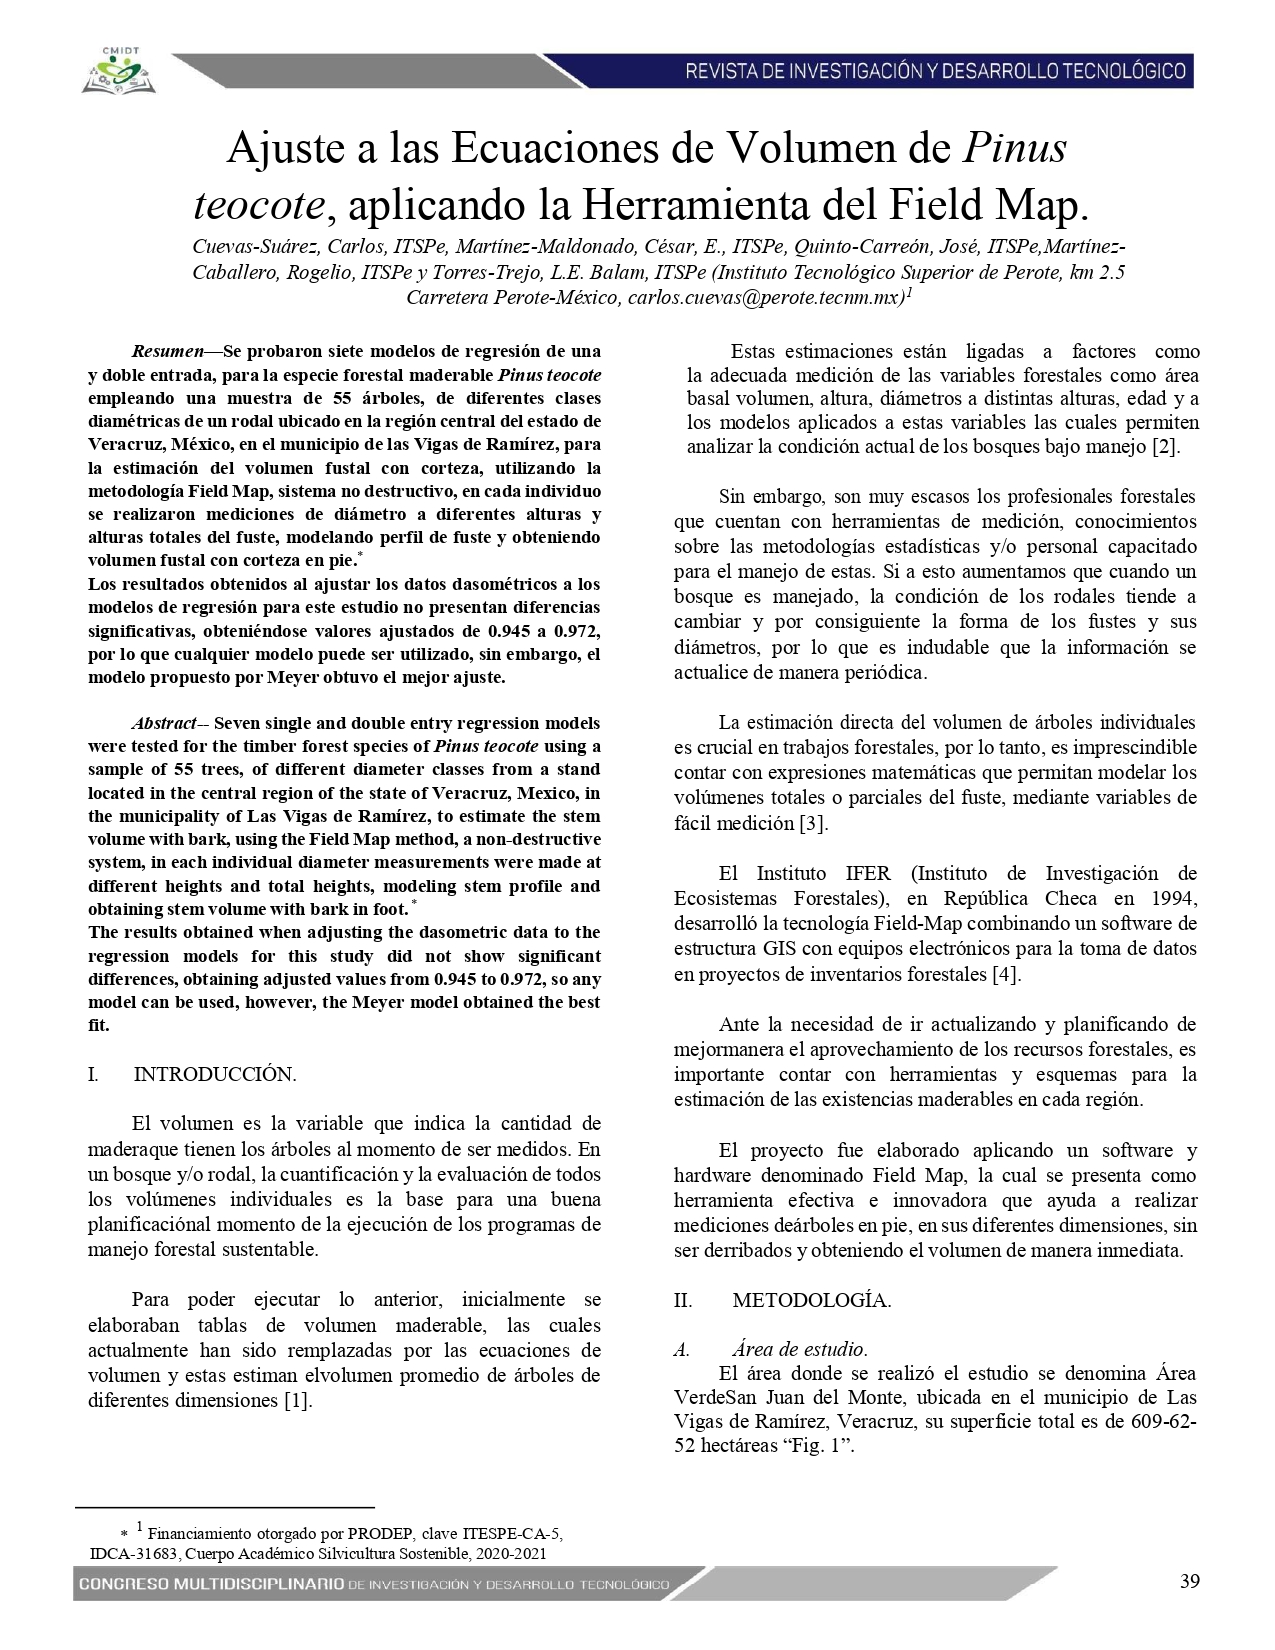 CMIDT
REVISTA DE INVESTIGACIÓN Y DESARROLLO TECNOLÓGICO
Ajuste a las Ecuaciones de Volumen de Pinus
teocote, aplicando la Herramienta del Field Map.
Cuevas-Suárez, Carlos, ITSPe, Martínez-Maldonado, César, E., ITSPe, Quinto-Carreón, José, ITSPe,Martínez-
Caballero, Rogelio, ITSPe y Torres-Trejo, L.E. Balam, ITSPe (Instituto Tecnológico Superior de Perote, km 2.5
Carretera Perote-México, carlos.cuevas@perote.tecnm.mx)1
Resumen—Se probaron siete modelos de regresión de una
y doble entrada, para la especie forestal maderable Pinus teocote
empleando una muestra de 55 árboles, de diferentes clases
diamétricas de un rodal ubicado en la región central del estado de
Veracruz, México, en el municipio de las Vigas de Ramírez, para
la estimación del volumen fustal con corteza, utilizando la
metodología Field Map, sistema no destructivo, en cada individuo
se realizaron mediciones de diámetro a diferentes alturas y
alturas totales del fuste, modelando perfil de fuste y obteniendo
volumen fustal con corteza en pie.*
Los resultados obtenidos al ajustar los datos dasométricos a los
modelos de regresión para este estudio no presentan diferencias
significativas, obteniéndose valores ajustados de 0.945 a 0.972,
por lo que cualquier modelo puede ser utilizado, sin embargo, el
modelo propuesto por Meyer obtuvo el mejor ajuste.
Abstract-- Seven single and double entry regression models
were tested for the timber forest species of Pinus teocote using a
sample of 55 trees, of different diameter classes from a stand
located in the central region of the state of Veracruz, Mexico, in
the municipality of Las Vigas de Ramírez, to estimate the stem
volume with bark, using the Field Map method, a non-destructive
system, in each individual diameter measurements were made at
different heights and total heights, modeling stem profile and
obtaining stem volume with bark in foot. *
The results obtained when adjusting the dasometric data to the
regression models for this study did not show significant
differences, obtaining adjusted values from 0.945 to 0.972, so any
model can be used, however, the Meyer model obtained the best
fit.
I. INTRODUCCIÓN.
El volumen es la variable que indica la cantidad de
maderaque tienen los árboles al momento de ser medidos. En
un bosque y/o rodal, la cuantificación y la evaluación de todos
los volúmenes individuales es la base para una buena
planificaciónal momento de la ejecución de los programas de
manejo forestal sustentable.
Para poder ejecutar lo anterior, inicialmente se
elaboraban tablas de volumen maderable, las cuales
actualmente han sido remplazadas por las ecuaciones de
volumen y estas estiman elvolumen promedio de árboles de
diferentes dimensiones [1].
Estas estimaciones están ligadas a factores como
la adecuada medición de las variables forestales como área
basal volumen, altura, diámetros a distintas alturas, edad y a
los modelos aplicados a estas variables las cuales permiten
analizar la condición actual de los bosques bajo manejo [2].
Sin embargo, son muy escasos los profesionales forestales
que cuentan con herramientas de medición, conocimientos
sobre las metodologías estadísticas y/o personal capacitado
para el manejo de estas. Si a esto aumentamos que cuando un
bosque es manejado, la condición de los rodales tiende a
cambiar y por consiguiente la forma de los fustes y sus
diámetros, por lo que es indudable que la información se
actualice de manera periódica.
La estimación directa del volumen de árboles individuales
es crucial en trabajos forestales, por lo tanto, es imprescindible
contar con expresiones matemáticas que permitan modelar los
volúmenes totales o parciales del fuste, mediante variables de
fácil medición [3].
El Instituto IFER (Instituto de Investigación de
Ecosistemas Forestales), en República Checa en 1994,
desarrolló la tecnología Field-Map combinando un software de
estructura GIS con equipos electrónicos para la toma de datos
en proyectos de inventarios forestales [4].
Ante la necesidad de ir actualizando y planificando de
mejormanera el aprovechamiento de los recursos forestales, es
importante contar con herramientas y esquemas para la
estimación de las existencias maderables en cada región.
El proyecto fue elaborado aplicando un software y
hardware denominado Field Map, la cual se presenta como
herramienta efectiva e innovadora que ayuda a realizar
mediciones deárboles en pie, en sus diferentes dimensiones, sin
ser derribados y obteniendo el volumen de manera inmediata.
II. METODOLOGÍA.
A. Área de estudio.
El área donde se realizó el estudio se denomina Área
VerdeSan Juan del Monte, ubicada en el municipio de Las
Vigas de Ramírez, Veracruz, su superficie total es de 609-62-
52 hectáreas “Fig. 1”.
* 1 Financiamiento otorgado por PRODEP, clave ITESPE-CA-5,
IDCA-31683, Cuerpo Académico Silvicultura Sostenible, 2020-2021
CONGRESO MULTIDISCIPLINARIO DE INVESTIGACIÓN Y DESARROLLO TECNOLÓGICO
39